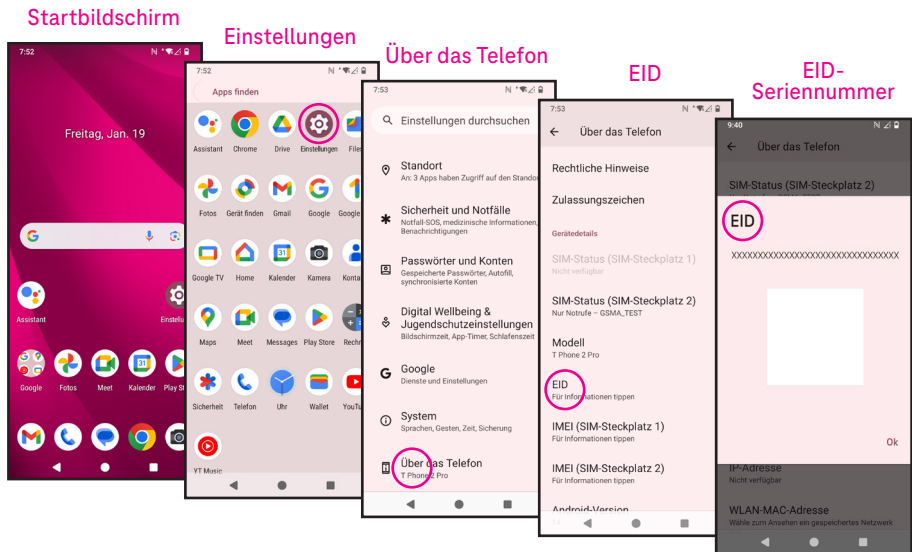 Startbildschirm
7:52
Freitag, Jan. 19
G
Assistant
Google Fotos Meet Kalender Play
Einstellungen
7:52
Apps finden
Assistant Chrome Drive Einstellungen Files
Fotos Gerät finden Gmail Google Google
Google TV Home Kalender Kamera
Maps Meet Messages Play Store
Sicherheit Telefon Uhr Wallet
YT Music
Über das Telefon
7:53
Einstellungen durchsuchen
Standort
An: 3 Apps haben Zugriff auf den
Sicherheit und Notfälle
Notfall-SOS, medizinische Informationen,
Benachrichtigungen
Passwörter und Konten
Gespeicherte Passwörter, Autofill,
synchronisierte Konten
Digital Wellbeing &
Jugendschutzeinstellungen
Bildschirmzeit, App-Timer, Schlafenszeit
Google
Dienste und Einstellungen
System
Sprachen, Gesten, Zeit, Sicherung
Über das Telefon
T Phone 2 Pro
EID
7:53
Über das Telefon
Rechtliche Hinweise
Zulassungszeichen
Gerätedetails
SIM-Status (SIM-Steckplatz 1)
Nicht verfügbar
SIM-Status (SIM-Steckplatz 2)
Nur Notrufe – GSMA_TEST
Modell
T Phone 2 Pro
EID
Für Informationen tippen
IMEI (SIM-Steckplatz 1)
Für Informationen tippen
IMEI (SIM-Steckplatz 2)
Für Informationen tippen
Android-Version
EID-
Seriennummer
9:40
Über das Telefon
SIM-Status (SIM-Steckplatz 2)
EID
XXXXXXXXXXXXXXXXXXXXXXXXXXXXXXXX
Ok
IP-Adresse
Nicht verfügbar
WLAN-MAC-Adresse
Wähle zum Ansehen ein gespeichertes Netzwerk